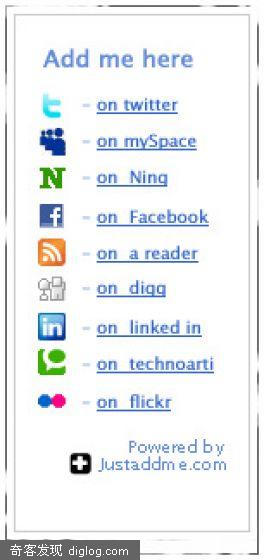 Add me here
- on twitter
- on mySpace
- on Ning
- on Facebook
- on a reader
- on digg
- on linked in
- on technoarti
- on flickr
Powered by
Justaddme.com
奇客发现 diglog.com